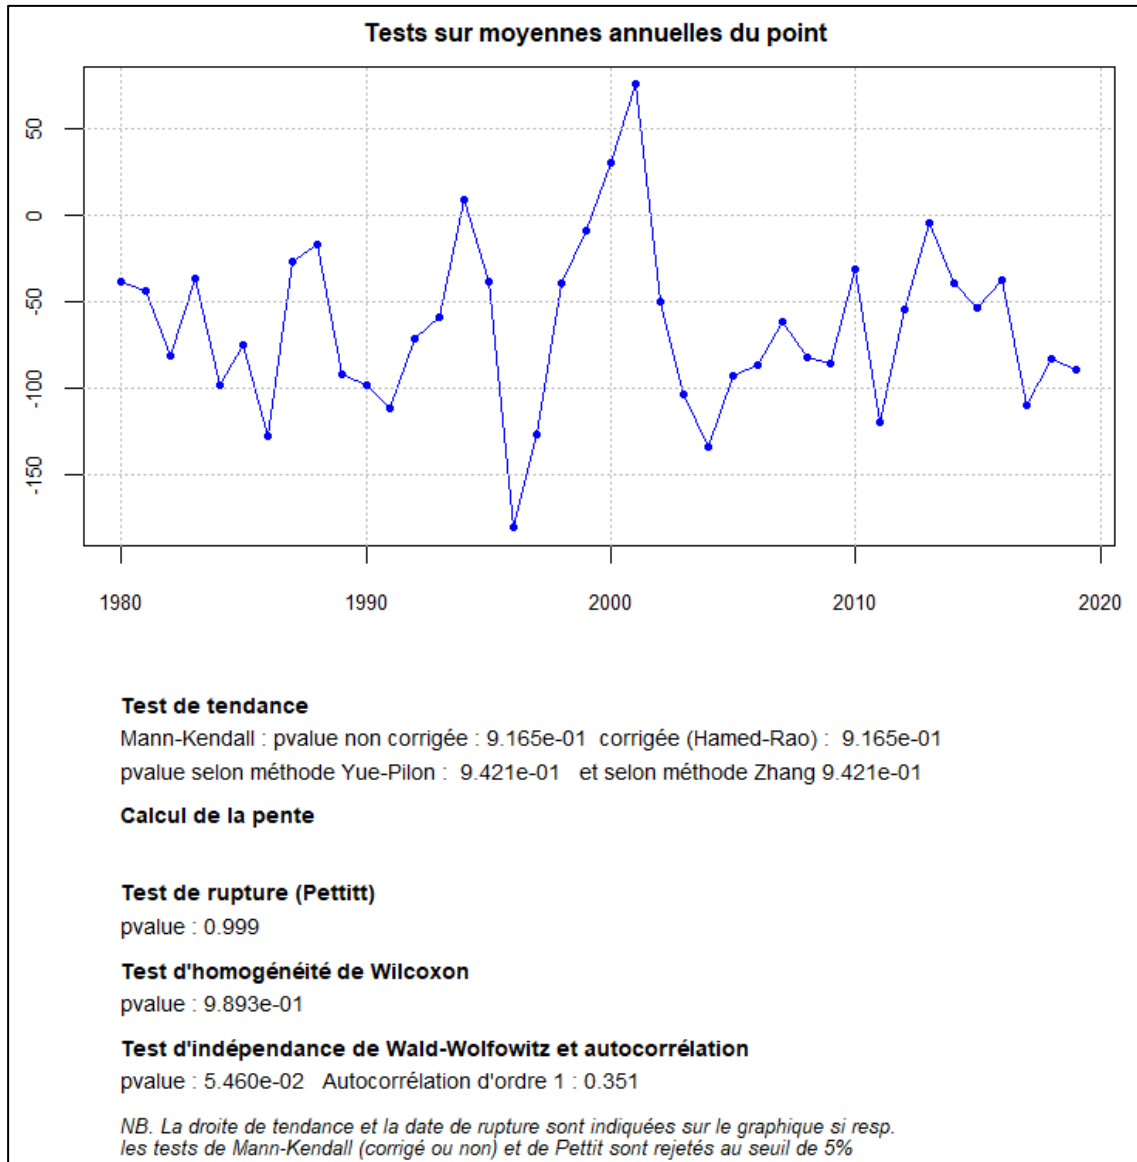 Tests sur moyennes annuelles du point
50
0
-50
-100
-150
1980 1990 2000 2010 2020
Test de tendance
Mann-Kendall : pvalue non corrigée : 9.165e-01 corrigée (Hamed-Rao) : 9.165e-01
pvalue selon méthode Yue-Pilon : 9.421e-01 et selon méthode Zhang 9.421e-01
Calcul de la pente
Test de rupture (Pettitt)
pvalue : 0.999
Test d'homogénéité de Wilcoxon
pvalue : 9.893e-01
Test d'indépendance de Wald-Wolfowitz et autocorrélation
pvalue : 5.460e-02 Autocorrélation d'ordre 1 : 0.351
NB. La droite de tendance et la date de rupture sont indiquées sur le graphique si resp.
les tests de Mann-Kendall (corrigé ou non) et de Pettit sont rejetés au seuil de 5%